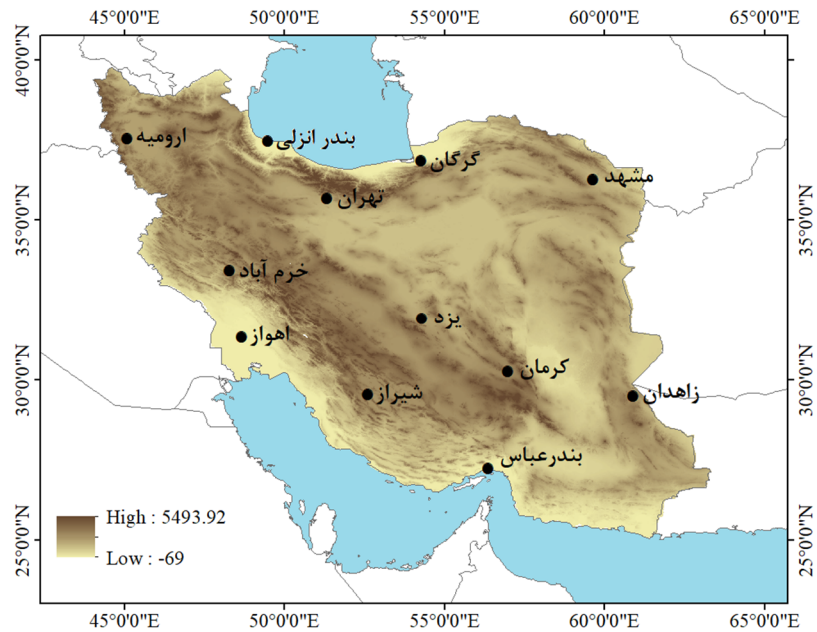 45°0'0"E 50°0'0"E 55°0'0"E 60°0'0"E 65°0'0"E
40°0'0"N
40°0'0"N
ارومیه
بندر انزلی
گرگان
مشهد
تهران
35°0'0"N
35°0'0"N
خرم آباد
یزد
اهواز
کرمان
30°0'0"N
30°0'0"N
شیراز
زاهدان
بندرعباس
High : 5493.92
Low : -69
25°0'0"N
25°0'0"N
45°0'0"E 50°0'0"E 55°0'0"E 60°0'0"E 65°0'0"E